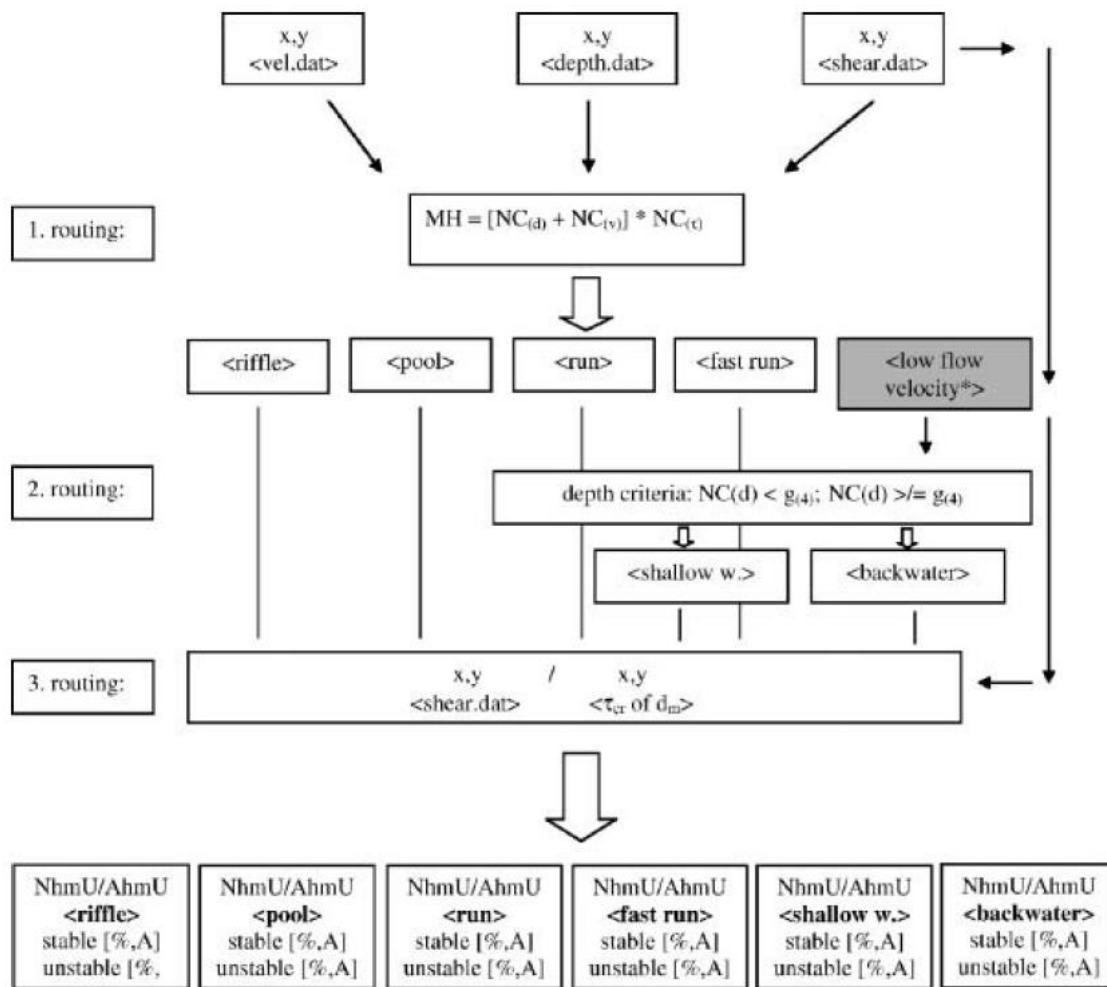 x,y
<vel.dat>
x,y
<depth.dat>
x,y
<shear.dat>
1. routing:
MH = [NC(d) + NC(v)] * NC(τ)
<riffle>
<pool>
<run>
<fast run>
<low flow
velocity*>
2. routing:
depth criteria: NC(d) < g(4); NC(d) >/= g(4)
<shallow w.>
<backwater>
3. routing:
x,y / x,y
<shear.dat> <τcr of dm>
NhmU/AhmU
<riffle>
stable [%,A]
unstable [%,
NhmU/AhmU
<pool>
stable [%,A]
unstable [%,A]
NhmU/AhmU
<run>
stable [%,A]
unstable [%,A]
NhmU/AhmU
<fast run>
stable [%,A]
unstable [%,A]
NhmU/AhmU
<shallow w.>
stable [%,A]
unstable [%,A]
NhmU/AhmU
<backwater>
stable [%,A]
unstable [%,A]